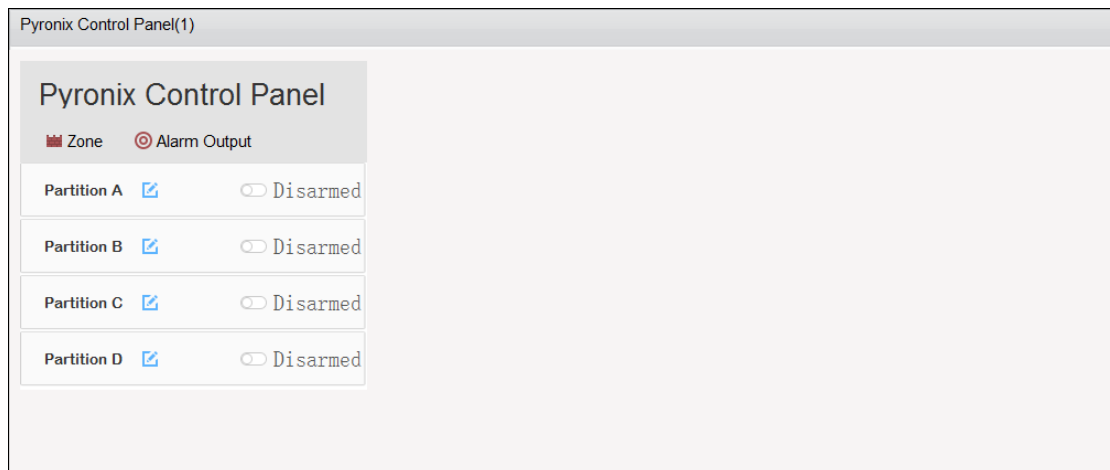 Pyronix Control Panel(1)
Pyronix Control Panel
Zone Alarm Output
Partition A Disarmed
Partition B Disarmed
Partition C Disarmed
Partition D Disarmed